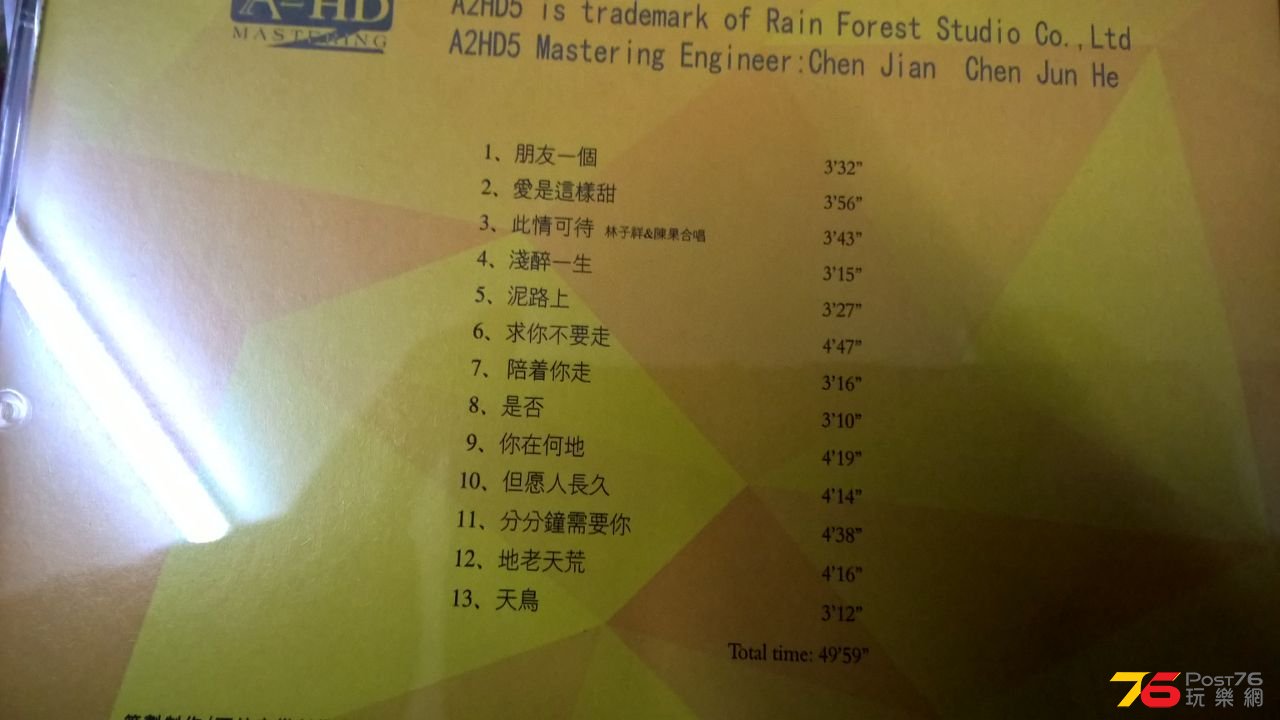 A2HD
MASTERING
A2HD5 is trademark of Rain Forest Studio Co.,Ltd
A2HD5 Mastering Engineer:Chen Jian Chen Jun He
1、朋友一個 3’32”
2、愛是這樣甜 3’56”
3、此情可待 林子祥&陳果合唱 3’43”
4、淺醉一生 3’15”
5、泥路上 3’27”
6、求你不要走 4’47”
7、陪着你走 3’16”
8、是否 3’10”
9、你在何地 4’19”
10、但愿人長久 4’14”
11、分分鐘需要你 4’38”
12、地老天荒 4’16”
13、天鳥 3’12”
Total time: 49’59”
76 Post76
玩樂網